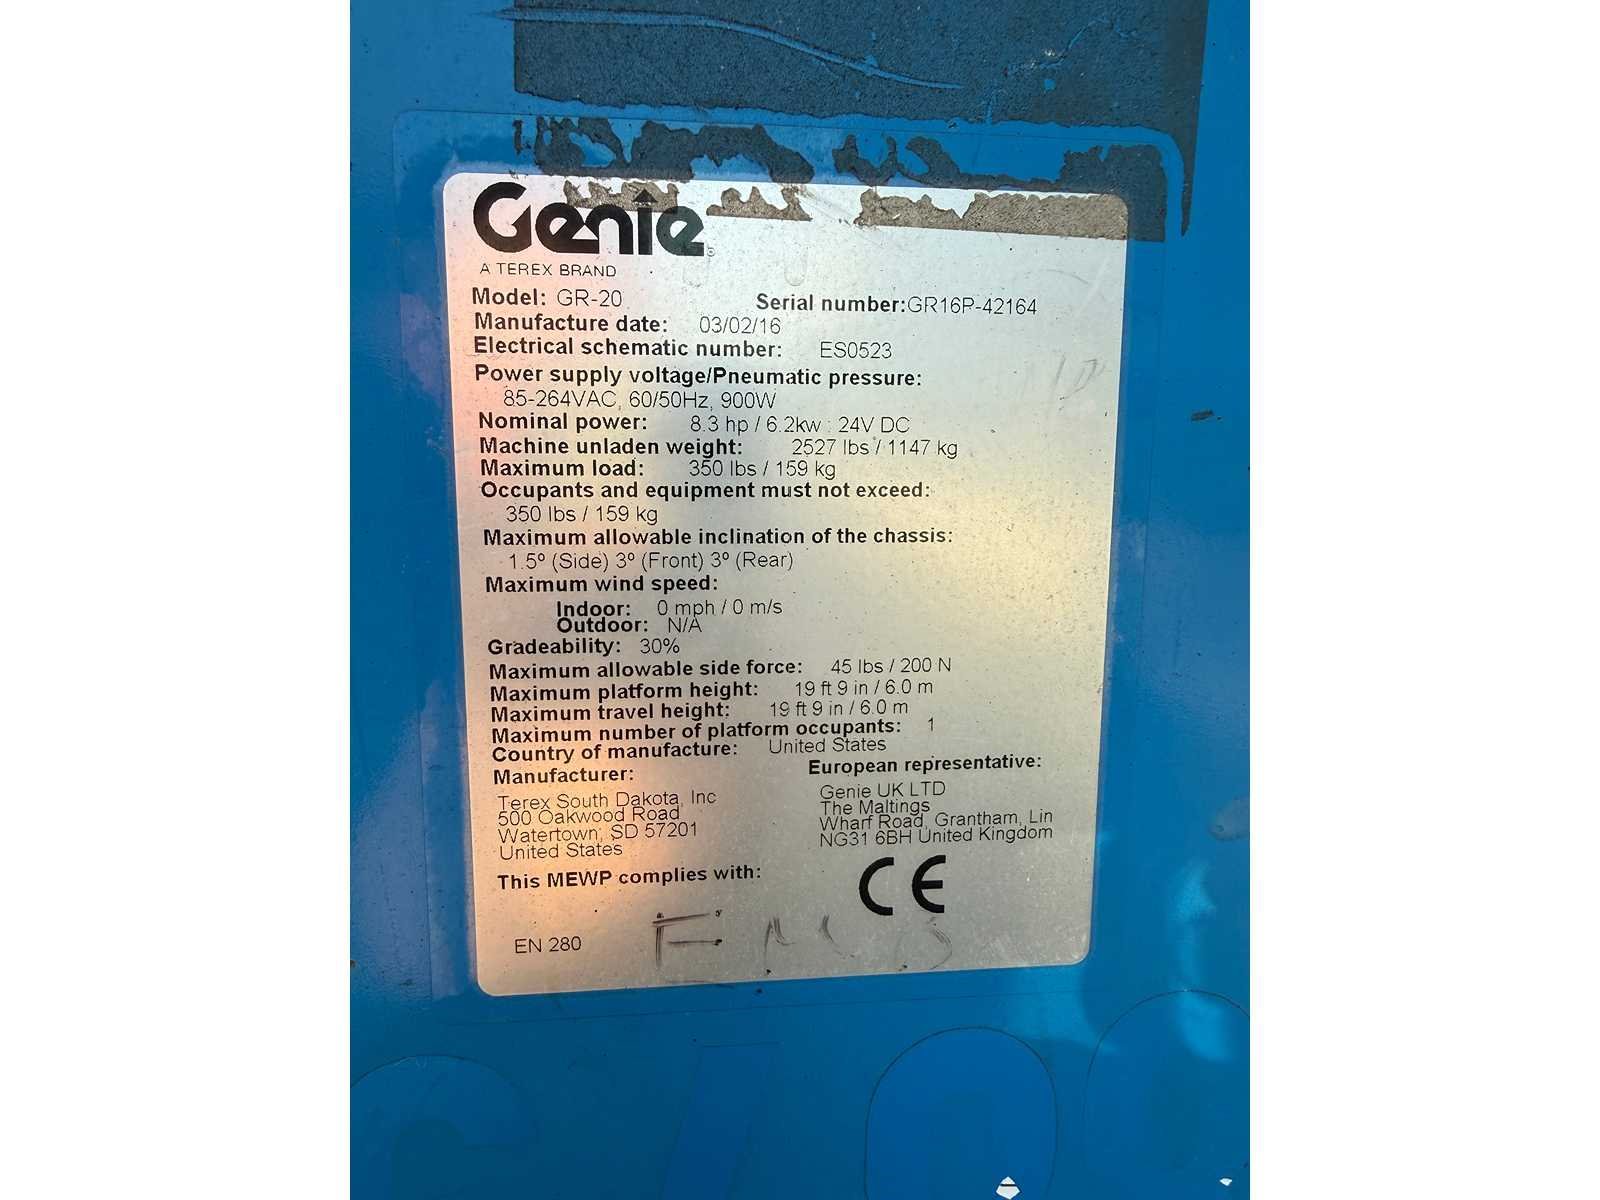 Genie
A TEREX BRAND
Model: GR-20 Serial number:GR16P-42164
Manufacture date: 03/02/16
Electrical schematic number: ES0523
Power supply voltage/Pneumatic pressure:
85-264VAC, 60/50Hz, 900W
Nominal power: 8.3 hp / 6.2kw : 24V DC
Machine unladen weight: 2527 lbs / 1147 kg
Maximum load: 350 lbs / 159 kg
Occupants and equipment must not exceed:
350 lbs / 159 kg
Maximum allowable inclination of the chassis:
1.5º (Side) 3º (Front) 3º (Rear)
Maximum wind speed:
Indoor: 0 mph / 0 m/s
Outdoor: N/A
Gradeability: 30%
Maximum allowable side force: 45 lbs / 200 N
Maximum platform height: 19 ft 9 in / 6.0 m
Maximum travel height: 19 ft 9 in / 6.0 m
Maximum number of platform occupants: 1
Country of manufacture: United States
Manufacturer:
Terex South Dakota, Inc
500 Oakwood Road
Watertown, SD 57201
United States
European representative:
Genie UK LTD
The Maltings
Wharf Road, Grantham, Lin
NG31 6BH United Kingdom
This MEWP complies with:
CE
EN 280